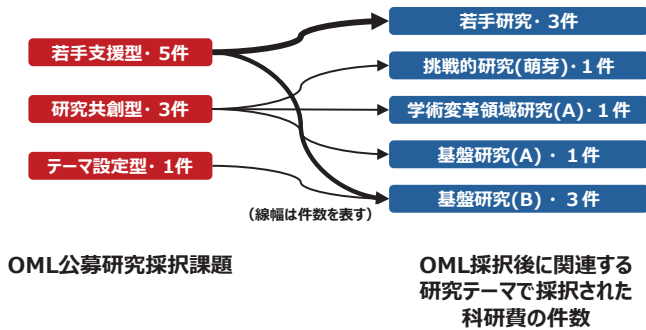 若手支援型・5件
研究共創型・3件
テーマ設定型・1件
若手研究・3件
挑戦的研究(萌芽)・1件
学術変革領域研究(A)・1件
基盤研究(A)・1件
基盤研究(B)・3件
(線幅は件数を表す)
OML公募研究採択課題
OML採択後に関連する
研究テーマで採択された
科研費の件数